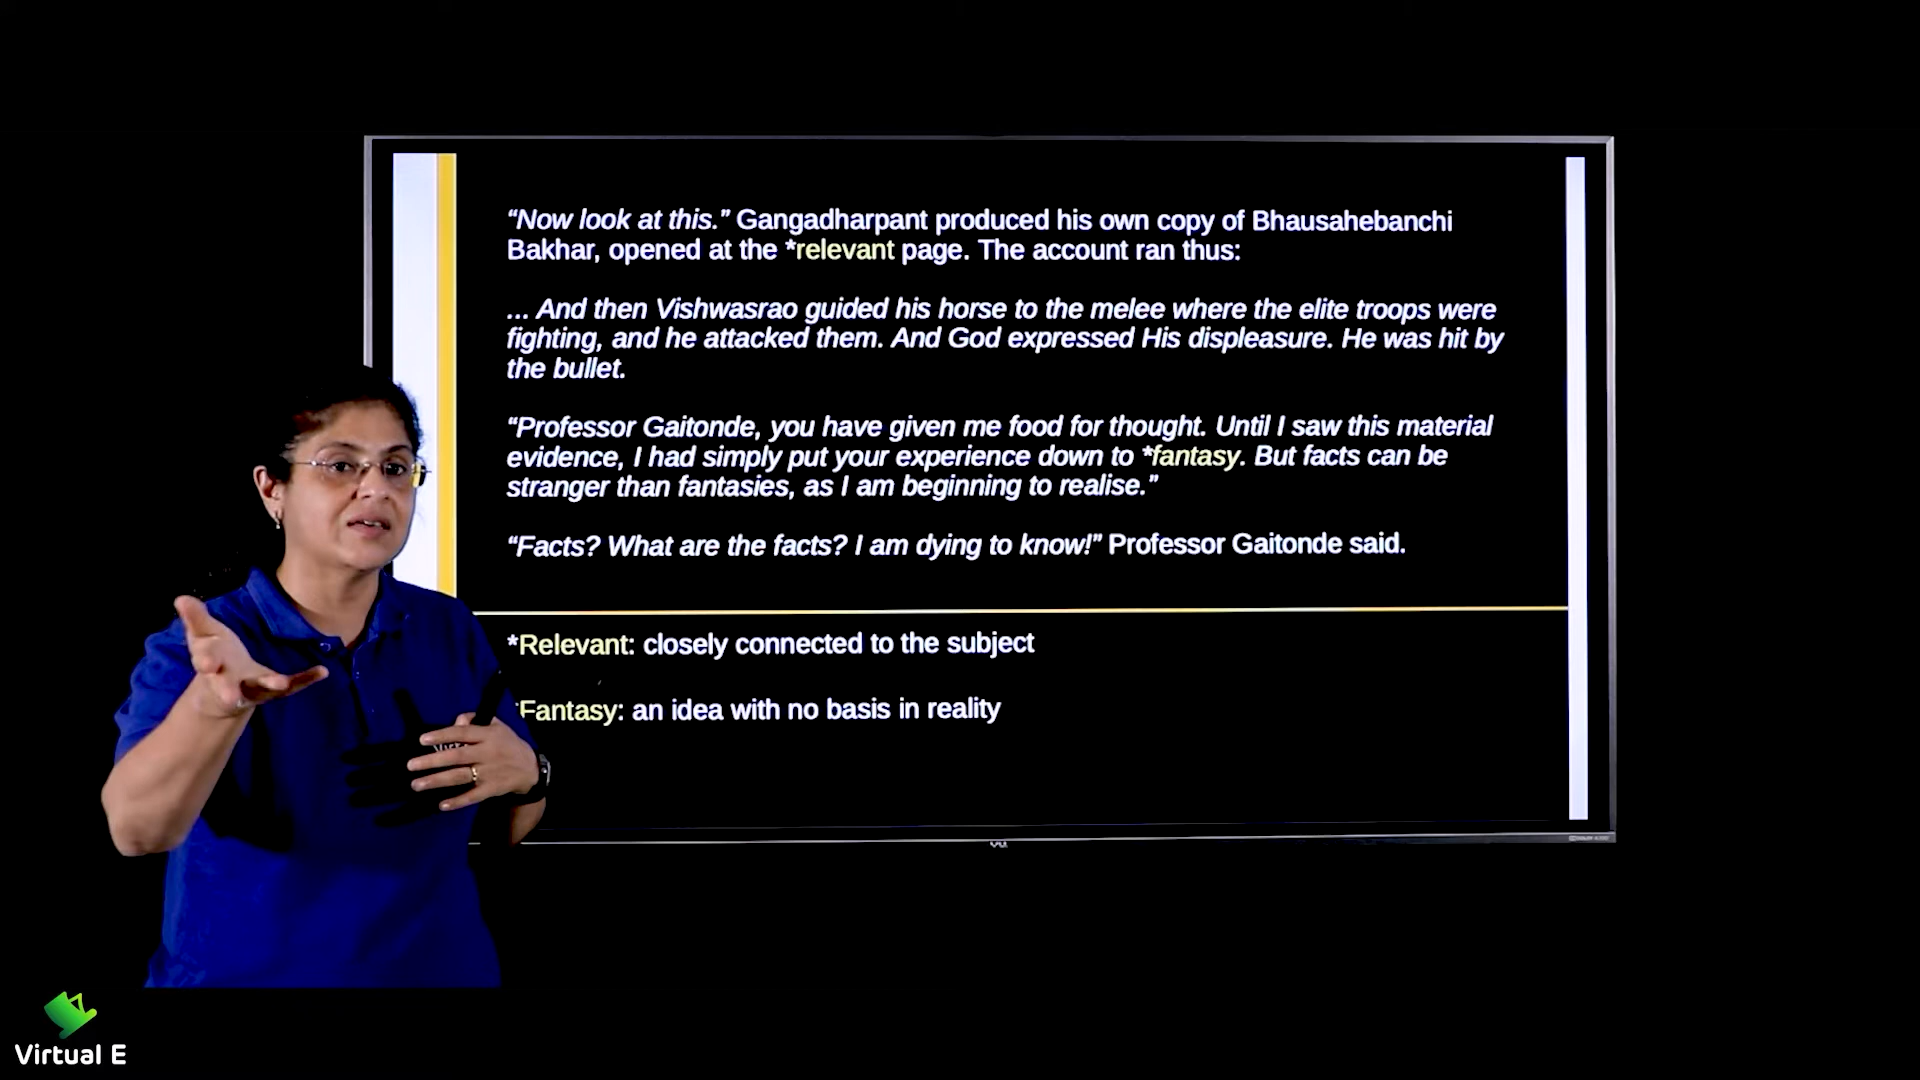 “Now look at this.” Gangadharpant produced his own copy of Bhausahebanchi
Bakhar, opened at the *relevant page. The account ran thus:
... And then Vishwasrao guided his horse to the melee where the elite troops were
fighting, and he attacked them. And God expressed His displeasure. He was hit by
the bullet.
“Professor Gaitonde, you have given me food for thought. Until I saw this material
evidence, I had simply put your experience down to *fantasy. But facts can be
stranger than fantasies, as I am beginning to realise.”
“Facts? What are the facts? I am dying to know!” Professor Gaitonde said.
*Relevant: closely connected to the subject
*Fantasy: an idea with no basis in reality
Virtual E